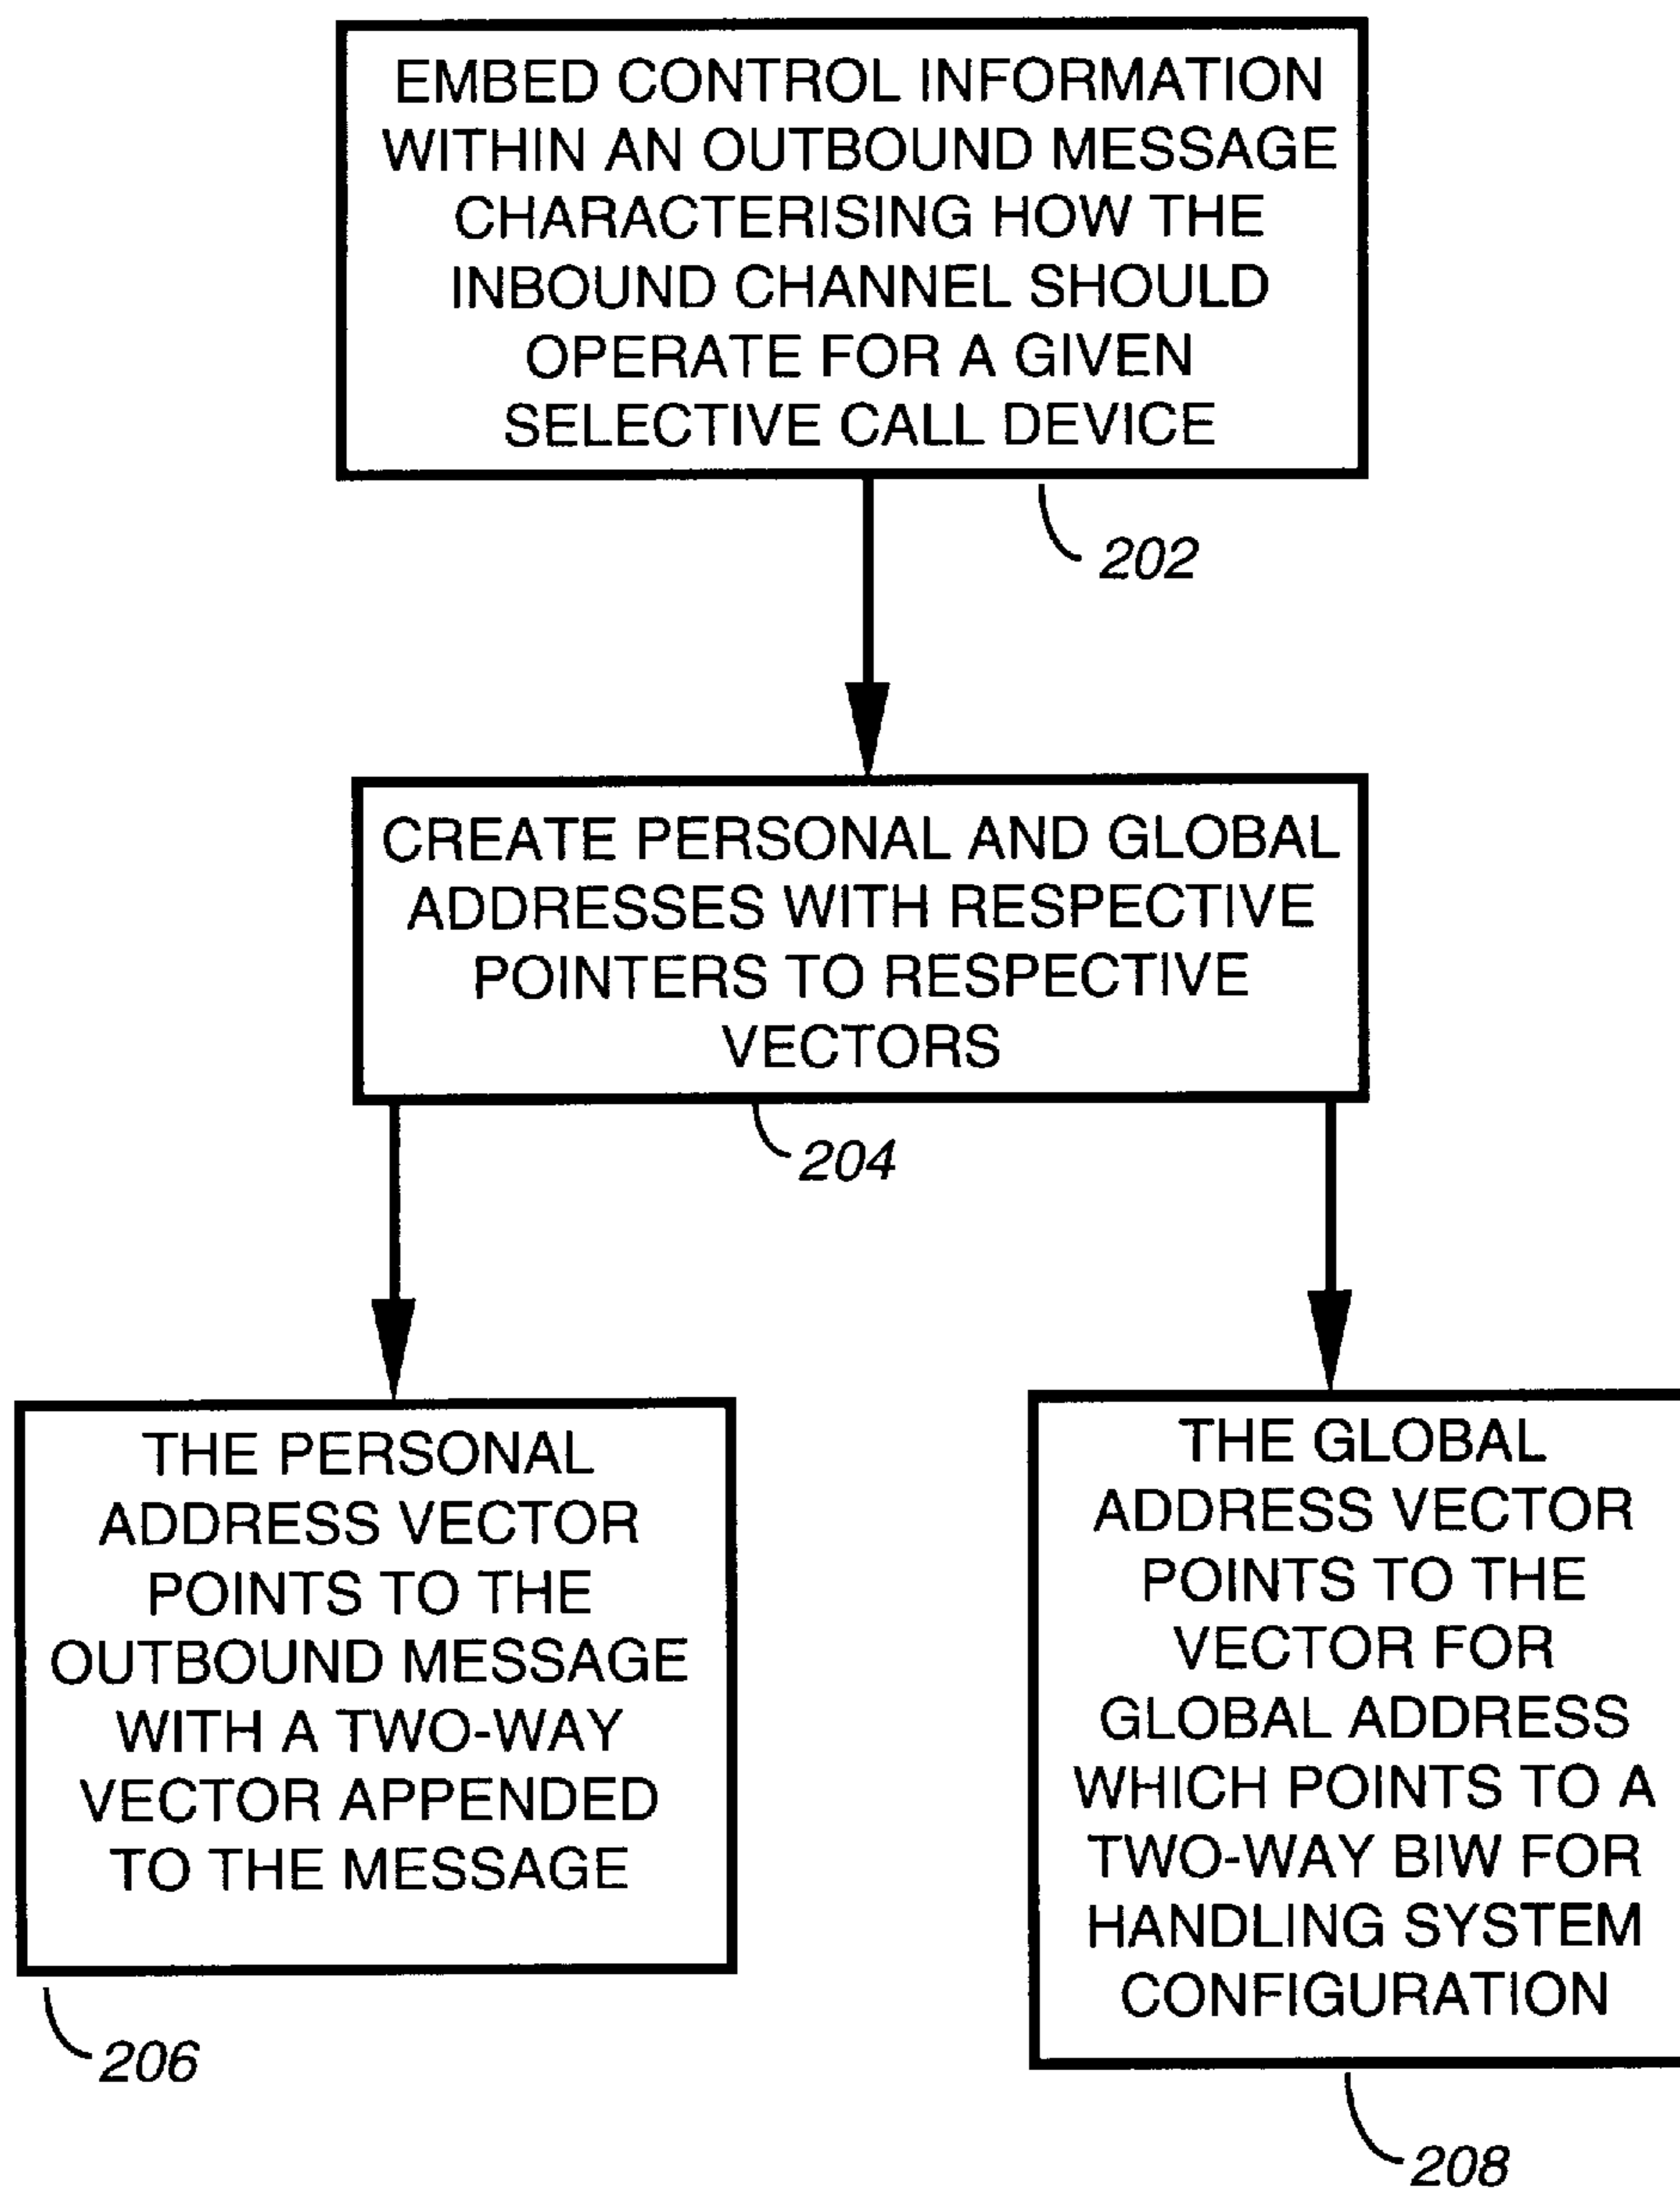 EMBED CONTROL INFORMATION
WITHIN AN OUTBOUND MESSAGE
CHARACTERISING HOW THE
INBOUND CHANNEL SHOULD
OPERATE FOR A GIVEN
SELECTIVE CALL DEVICE
202
CREATE PERSONAL AND GLOBAL
ADDRESSES WITH RESPECTIVE
POINTERS TO RESPECTIVE
VECTORS
204
THE PERSONAL
ADDRESS VECTOR
POINTS TO THE
OUTBOUND MESSAGE
WITH A TWO-WAY
VECTOR APPENDED
TO THE MESSAGE
206
THE GLOBAL
ADDRESS VECTOR
POINTS TO THE
VECTOR FOR
GLOBAL ADDRESS
WHICH POINTS TO A
TWO-WAY BIW FOR
HANDLING SYSTEM
CONFIGURATION
208